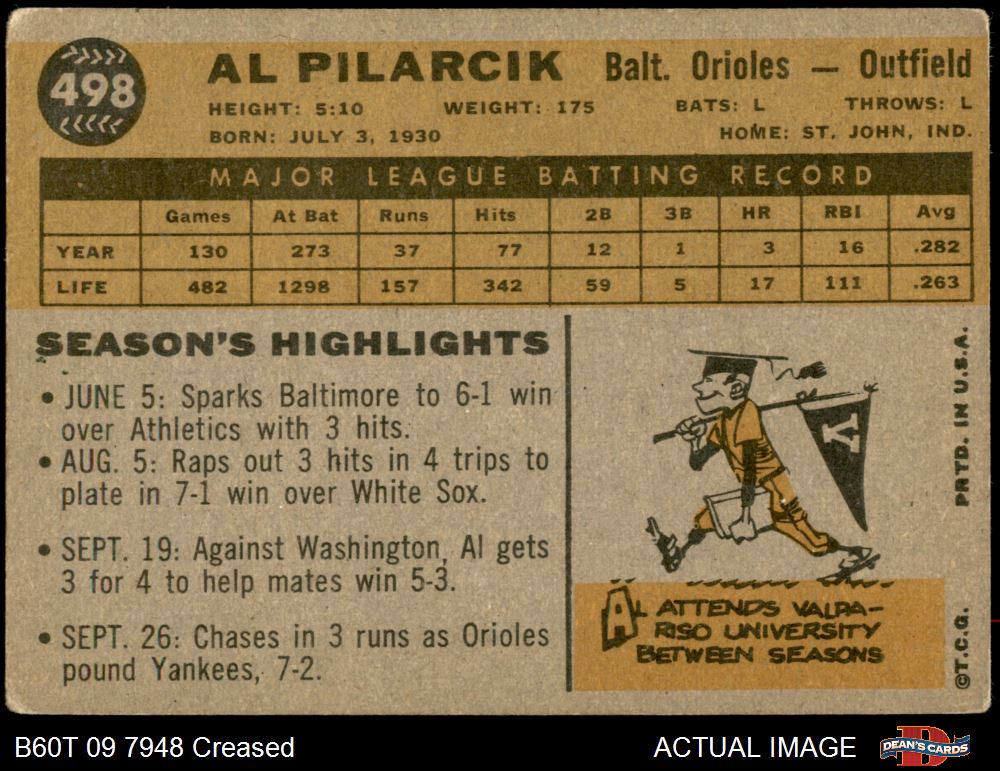 498
AL PILARCIK Balt. Orioles — Outfield
HEIGHT: 5:10 WEIGHT: 175 BATS: L THROWS: L
BORN: JULY 3, 1930 HOME: ST. JOHN, IND.
MAJOR LEAGUE BATTING RECORD
Games At Bat Runs Hits 2B 3B HR RBI Avg
YEAR 130 273 37 77 12 1 3 16 .282
LIFE 482 1298 157 342 59 5 17 111 .263
SEASON'S HIGHLIGHTS
• JUNE 5: Sparks Baltimore to 6-1 win
over Athletics with 3 hits.
• AUG. 5: Raps out 3 hits in 4 trips to
plate in 7-1 win over White Sox.
• SEPT. 19: Against Washington, Al gets
3 for 4 to help mates win 5-3.
• SEPT. 26: Chases in 3 runs as Orioles
pound Yankees, 7-2.
V
AL ATTENDS VALPA-
RISO UNIVERSITY
BETWEEN SEASONS
©T.C.G. PRTD. IN U.S.A.
B60T 09 7948 Creased ACTUAL IMAGE
D
DEAN'S CARDS